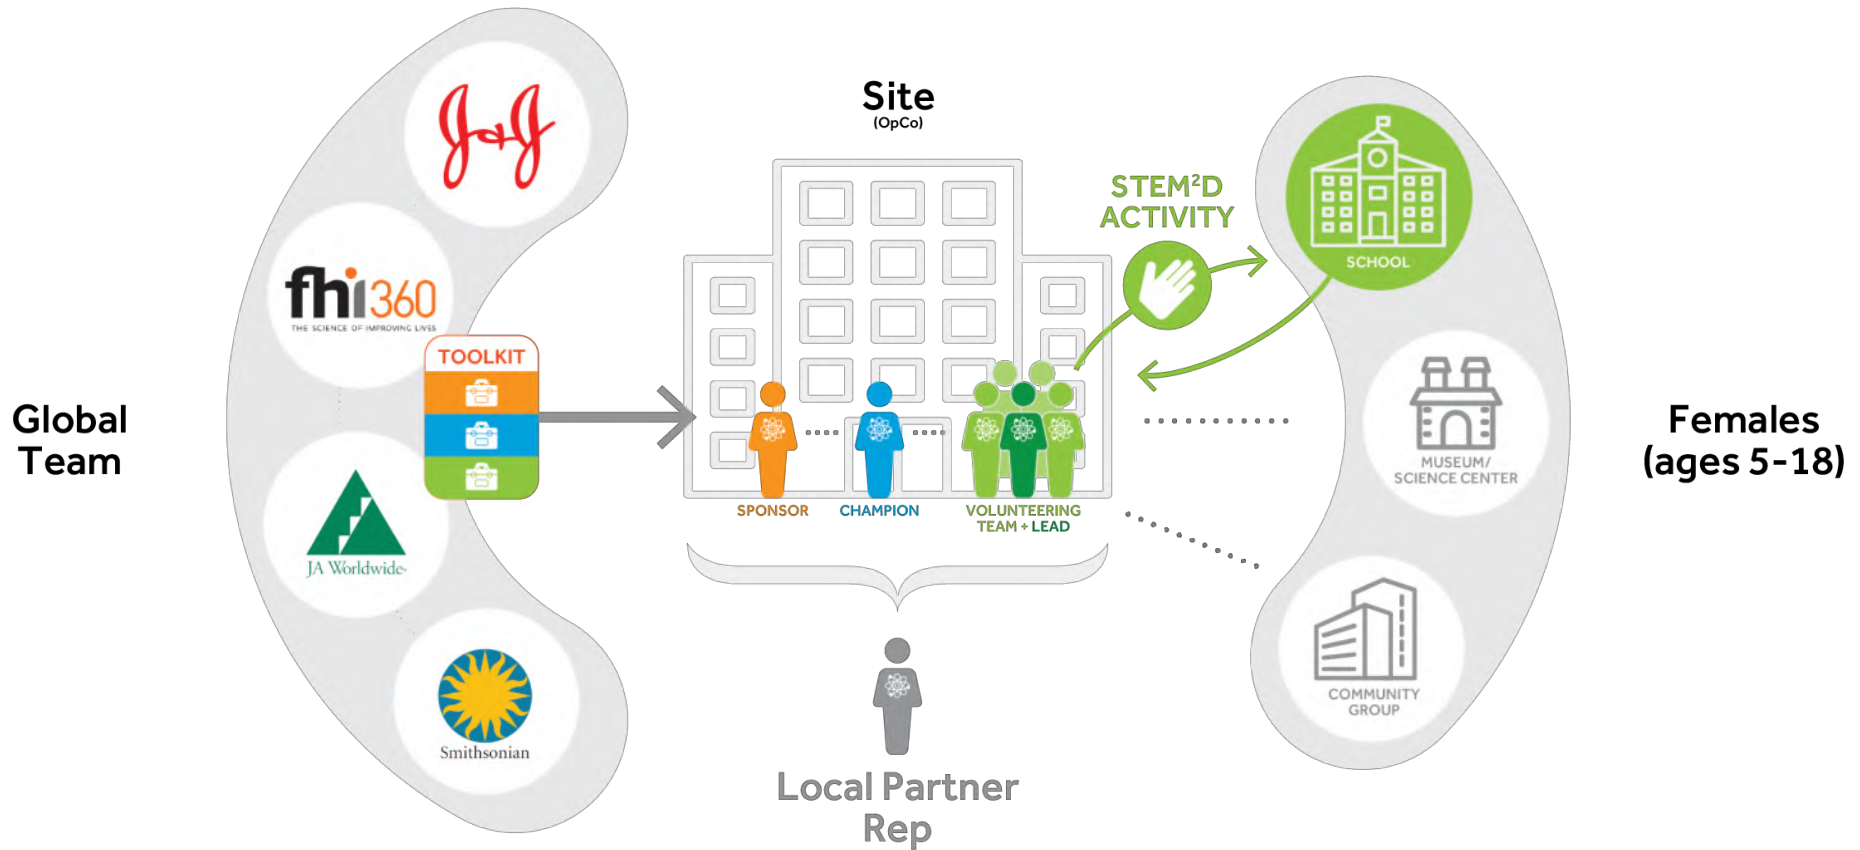 Global
Team
J&J
fhi360
THE SCIENCE OF IMPROVING LIVES
TOOLKIT
JA Worldwide
Smithsonian
Site
(OpCo)
SPONSOR
CHAMPION
VOLUNTEERING
TEAM + LEAD
Local Partner
Rep
STEM²D
ACTIVITY
SCHOOL
MUSEUM/
SCIENCE CENTER
COMMUNITY
GROUP
Females
(ages 5-18)